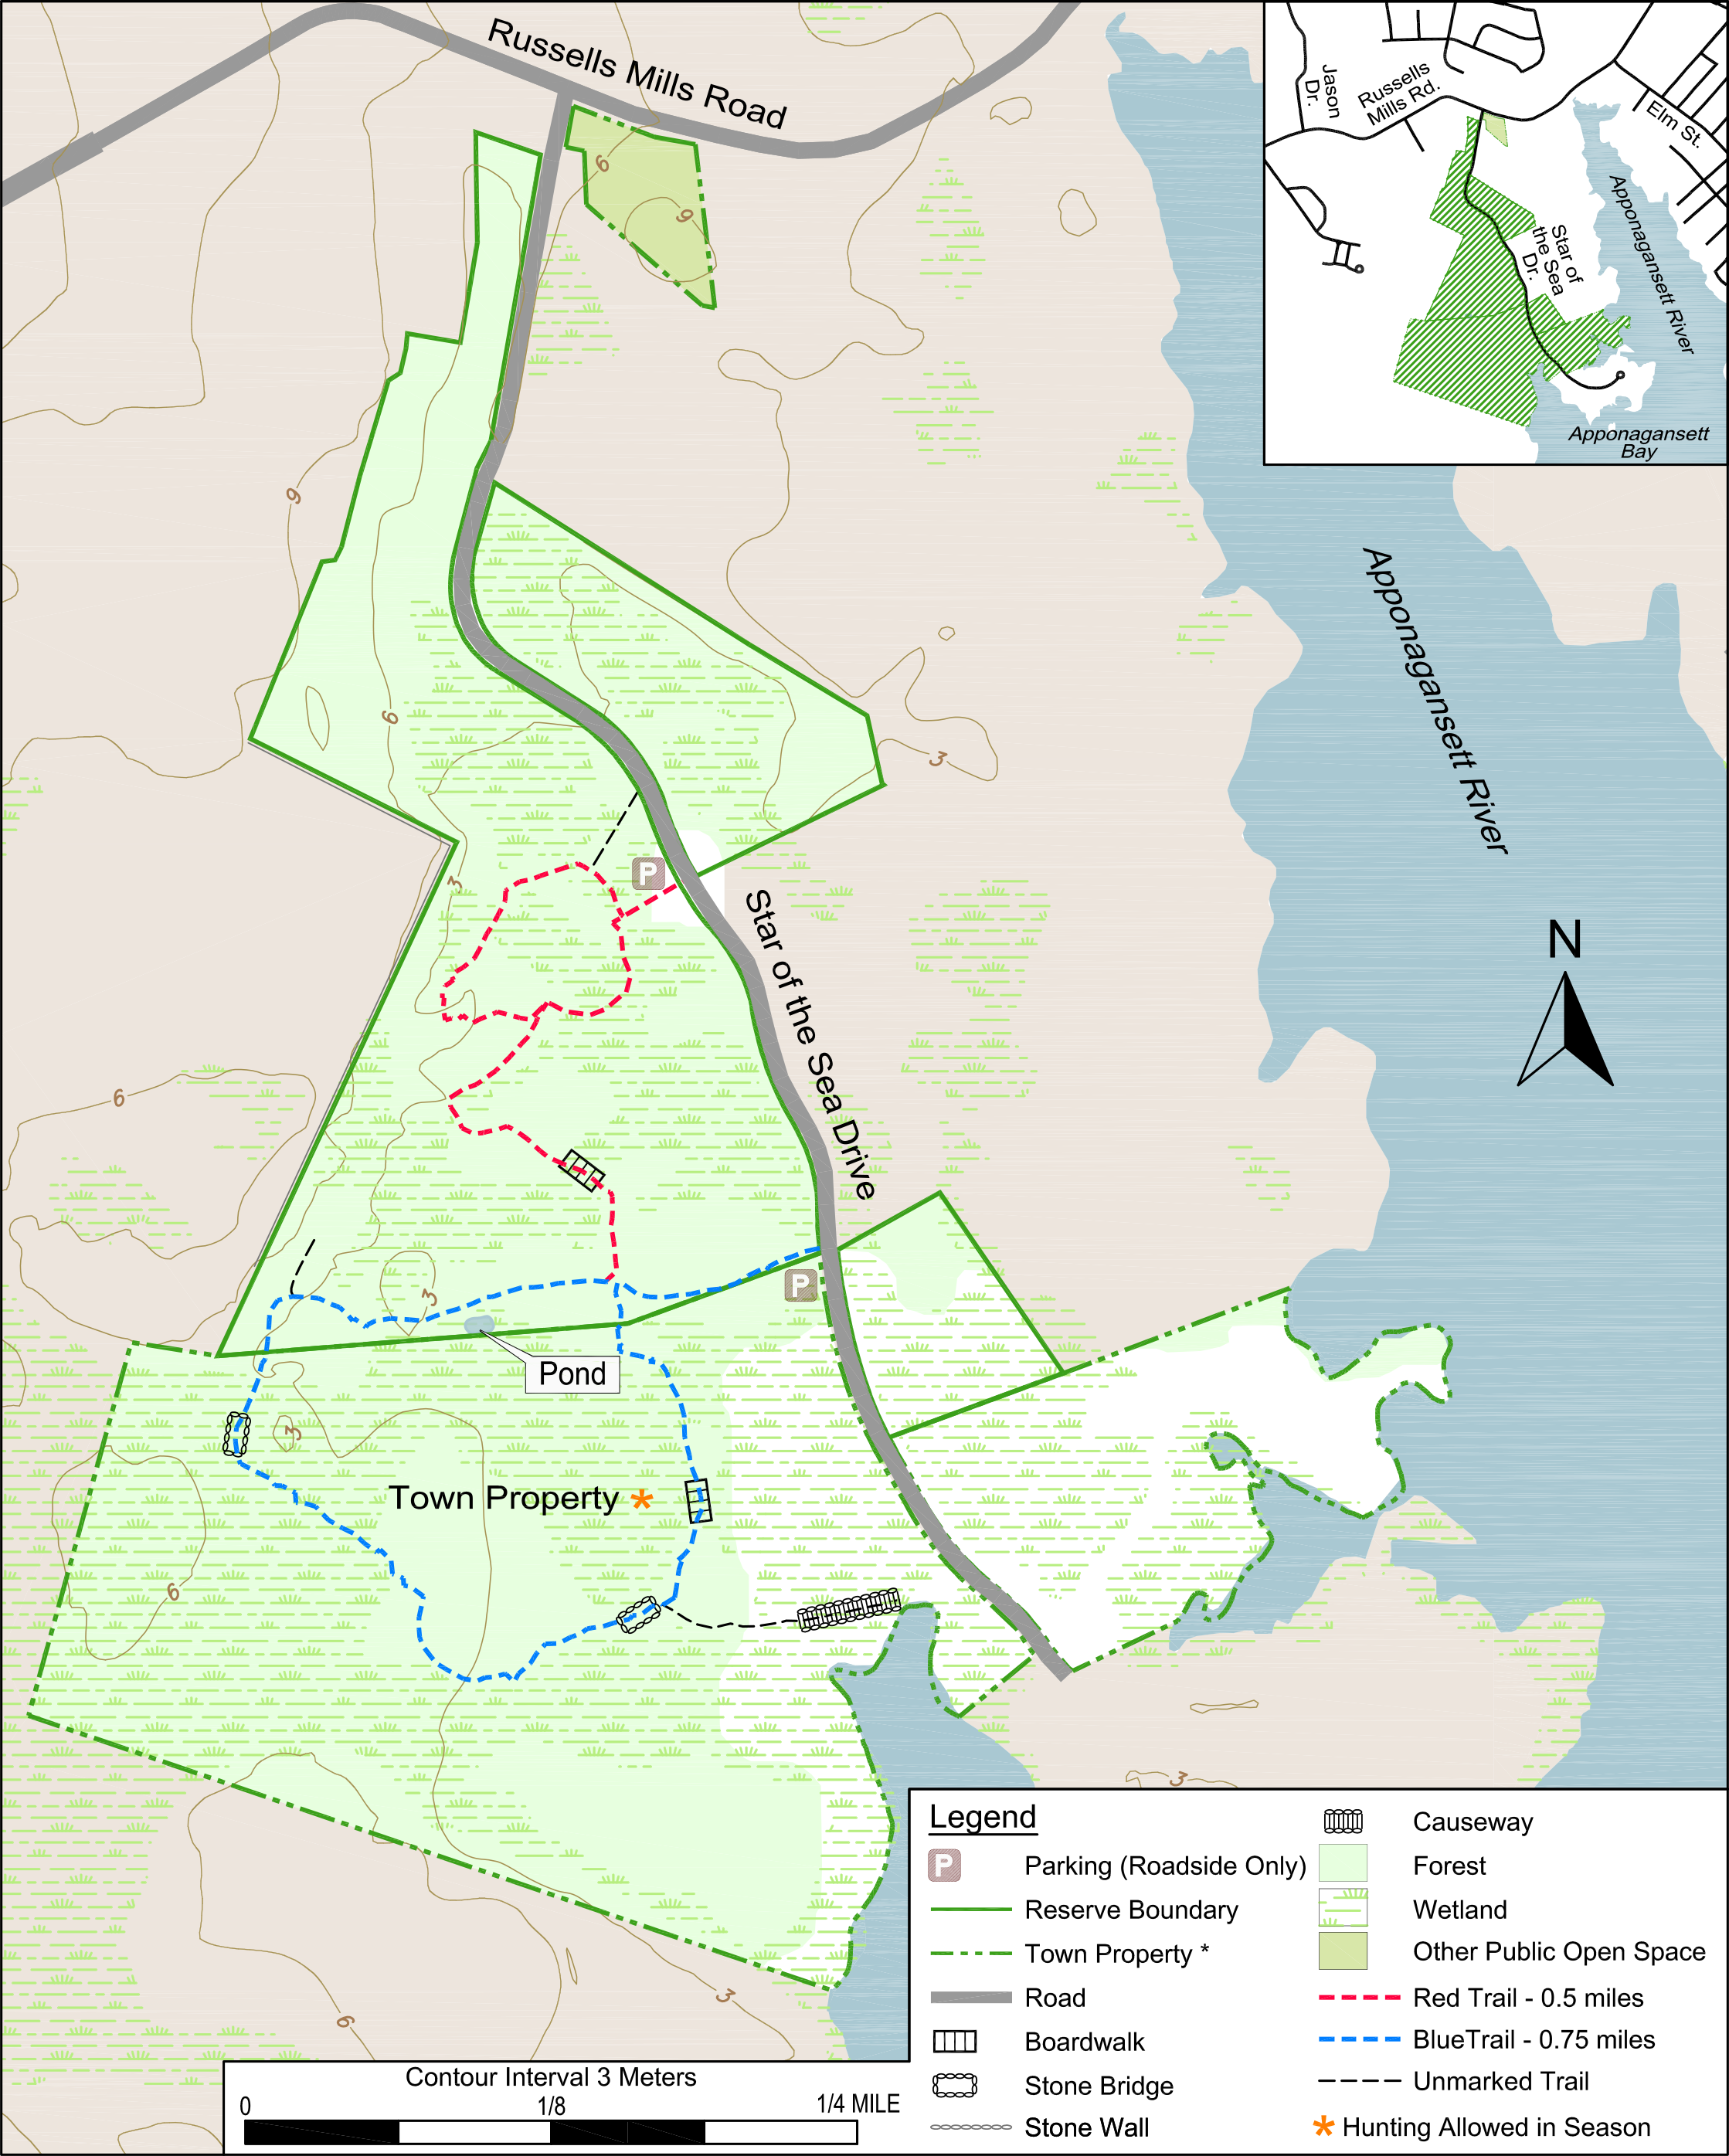 Russells Mills Road
Jason
Dr.
Russells
Mills Rd.
Elm St.
Apponagansett River
Star of
the Sea
Dr.
Apponagansett
Bay
6
9
9
6
3
3
6
3
3
6
3
6
3
Apponagansett River
P
Star of the Sea Drive
N
P
Pond
Town Property *
Legend
P Parking (Roadside Only)
Reserve Boundary
Town Property *
Road
Boardwalk
Stone Bridge
Stone Wall
Causeway
Forest
Wetland
Other Public Open Space
Red Trail - 0.5 miles
BlueTrail - 0.75 miles
Unmarked Trail
* Hunting Allowed in Season
Contour Interval 3 Meters
0 1/8 1/4 MILE